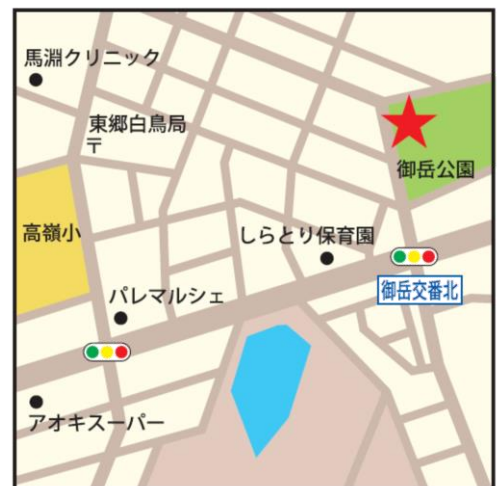 馬淵クリニック
東郷白鳥局
〒
御岳公園
高嶺小
しらとり保育園
御岳交番北
パレマルシェ
アオキスーパー